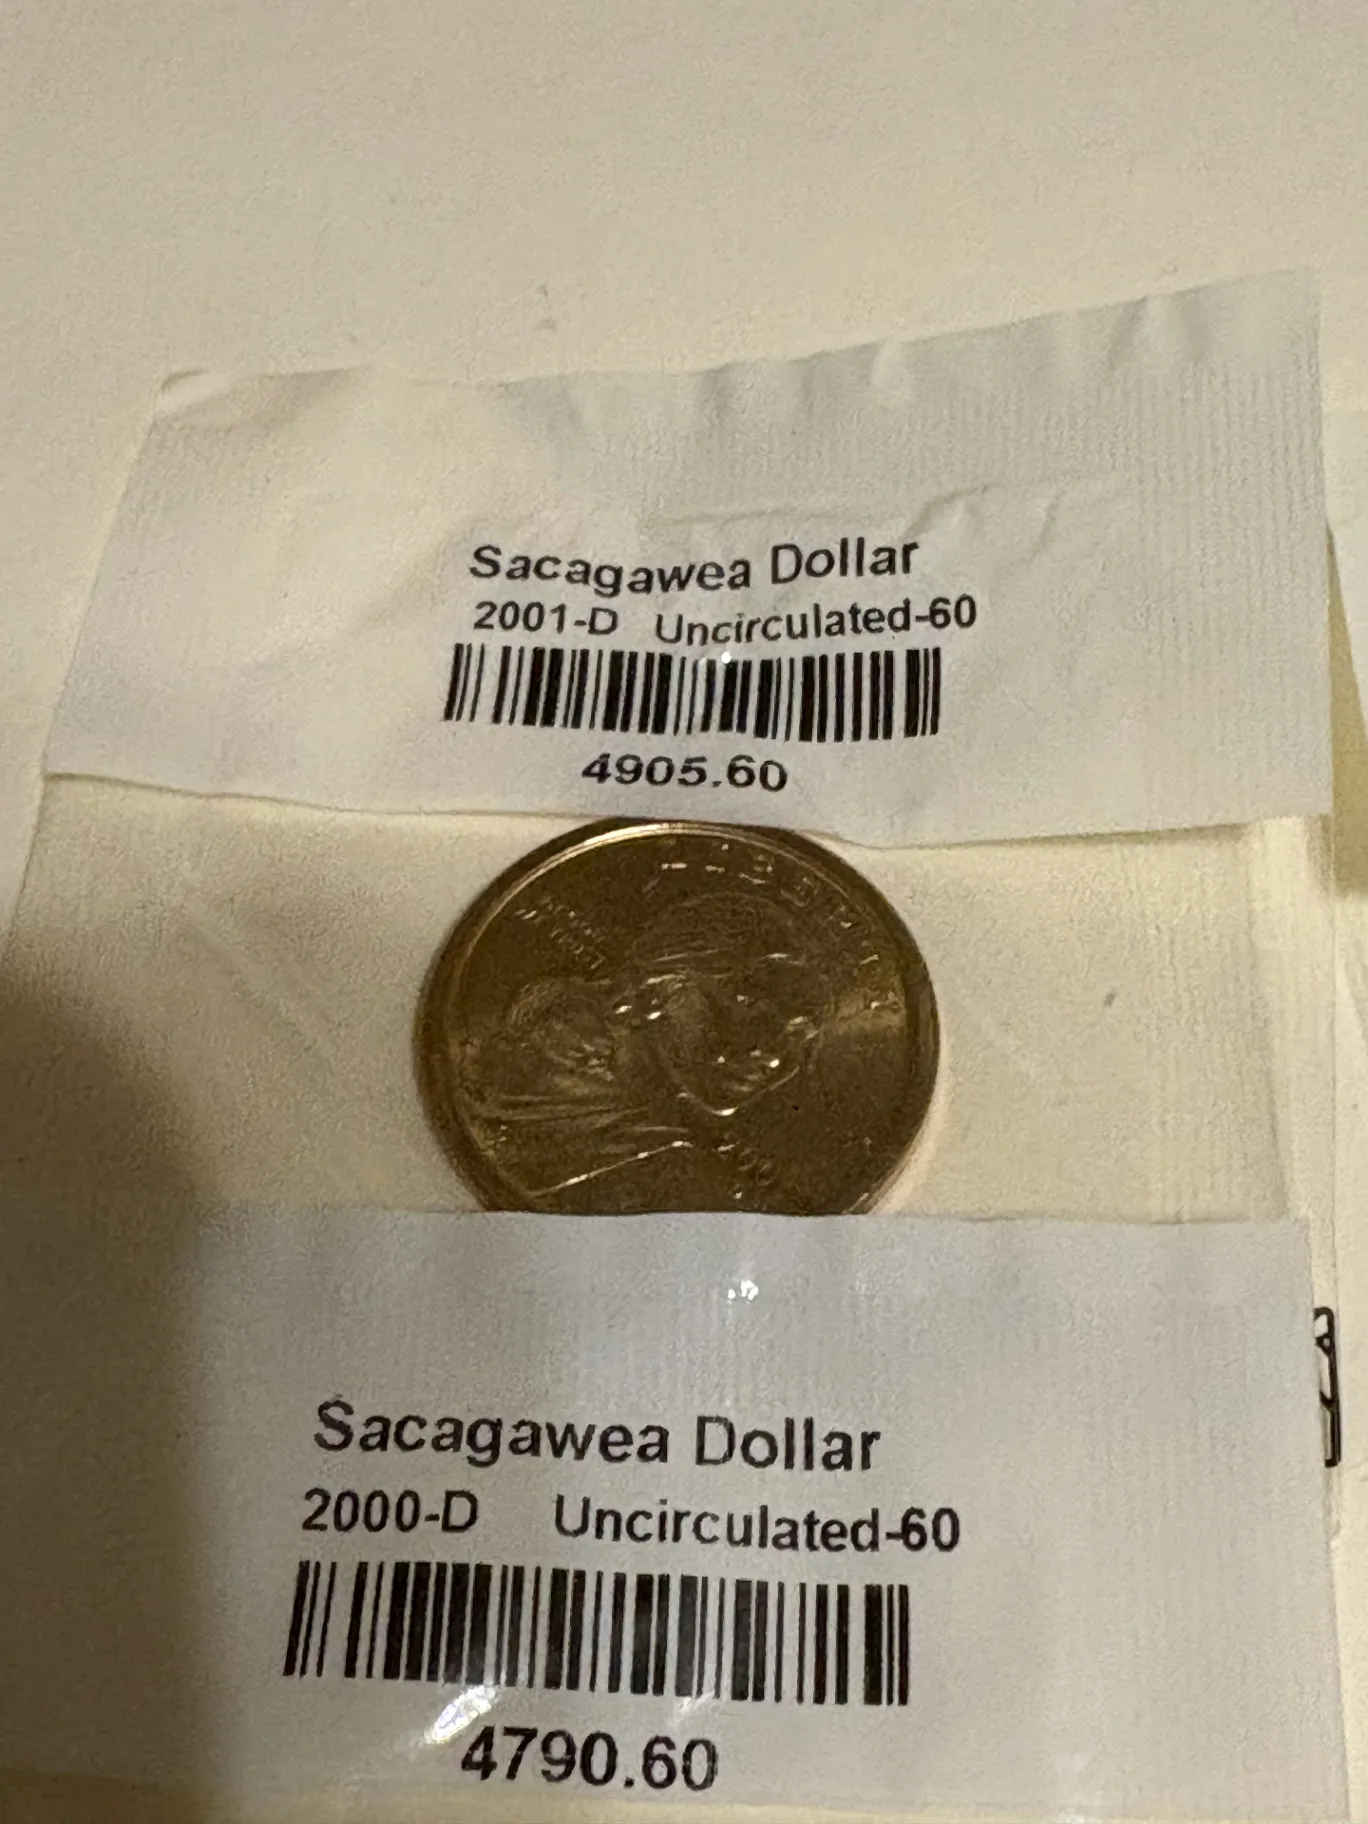 Sacagawea Dollar
2001-D Uncirculated-60
4905.60
LIBERTY
Sacagawea Dollar
2000-D Uncirculated-60
4790.60